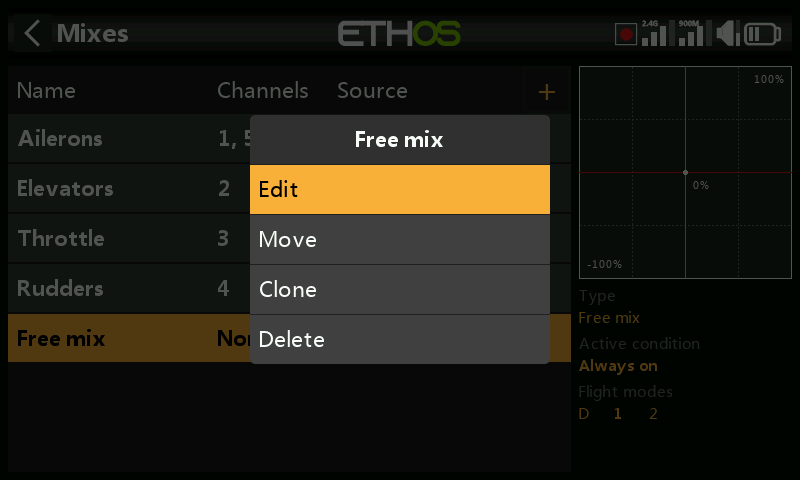 Mixes
ETHOS
2.4G 900M
Name Channels Source +
Ailerons 1, 5
Elevators 2
Throttle 3
Rudders 4
Free mix
Free mix
Edit
Move
Clone
Delete
100%
0%
-100%
Type
Free mix
Active condition
Always on
Flight modes
D 1 2